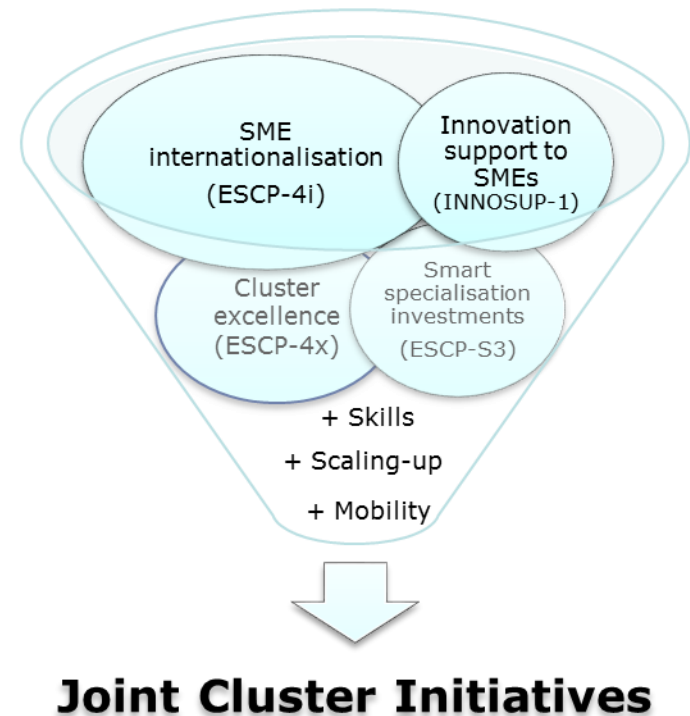 SME
internationalisation
(ESCP-4i)
Innovation
support to
SMEs
(INNOSUP-1)
Cluster
excellence
(ESCP-4x)
Smart
specialisation
investments
(ESCP-S3)
+ Skills
+ Scaling-up
+ Mobility
Joint Cluster Initiatives